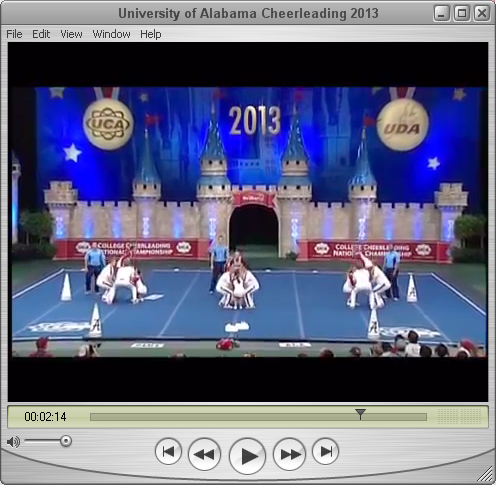 University of Alabama Cheerleading 2013
File Edit View Window Help
UCA
2013
UDA
COLLEGE CHEERLEADING
NATIONAL CHAMPIONSHIP
COLLEGE CHEERLEADING
NATIONAL CHAMPIONSHIP
A
A
A
00:02:14